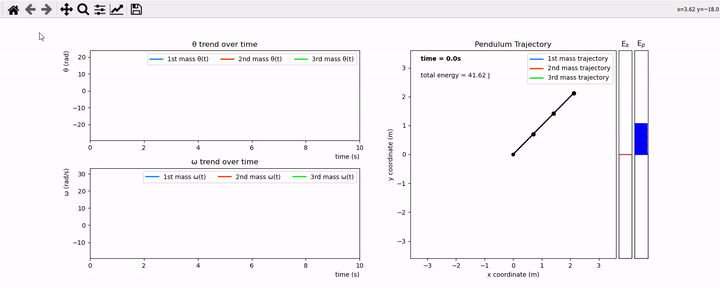 x=3.62 y=−18.0
θ trend over time
θ (rad)
1st mass θ(t) 2nd mass θ(t) 3rd mass θ(t)
20
10
0
−10
−20
0 2 4 6 8 10
time (s)
ω trend over time
ω (rad/s)
1st mass ω(t) 2nd mass ω(t) 3rd mass ω(t)
30
20
10
0
−10
0 2 4 6 8 10
time (s)
Pendulum Trajectory
time = 0.0s
total energy = 41.62 J
1st mass trajectory
2nd mass trajectory
3rd mass trajectory
y coordinate (m)
3
2
1
0
−1
−2
−3
−3 −2 −1 0 1 2 3
x coordinate (m)
Eₖ Eₚ